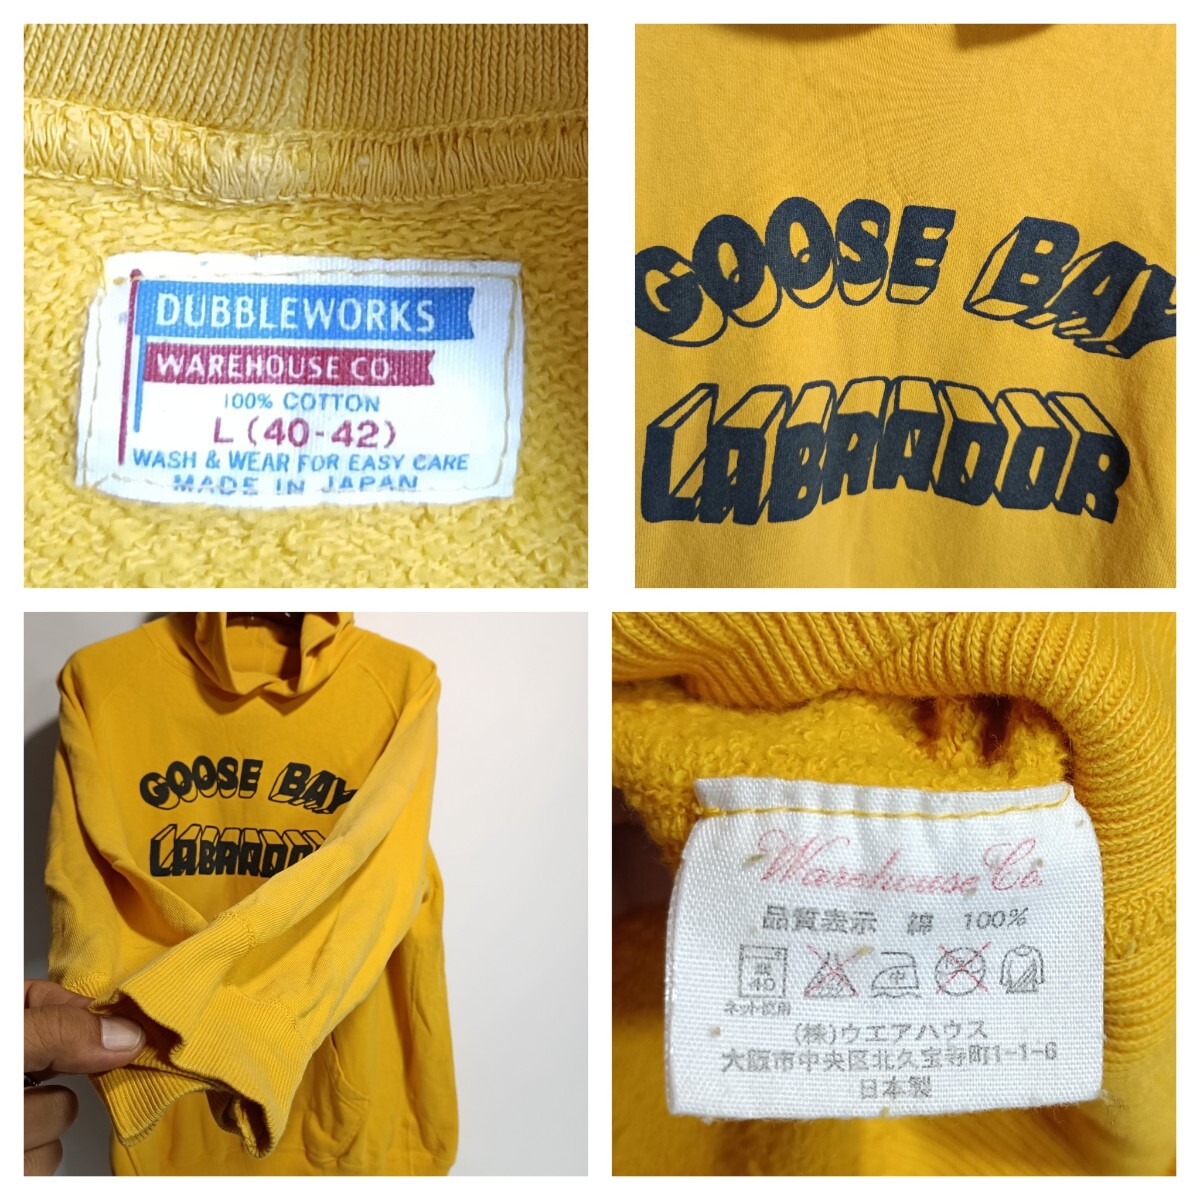 DUBBLEWORKS
WAREHOUSE CO.
100% COTTON
L (40-42)
WASH & WEAR FOR EASY CARE
MADE IN JAPAN
GOOSE BAY
LABRADOR
GOOSE BAY
LABRADO
Warehouse Co.
品質表示 綿 100%
40
ネット使用
(株)ウエアハウス
大阪市中央区北久宝寺町1-1-6
日本製